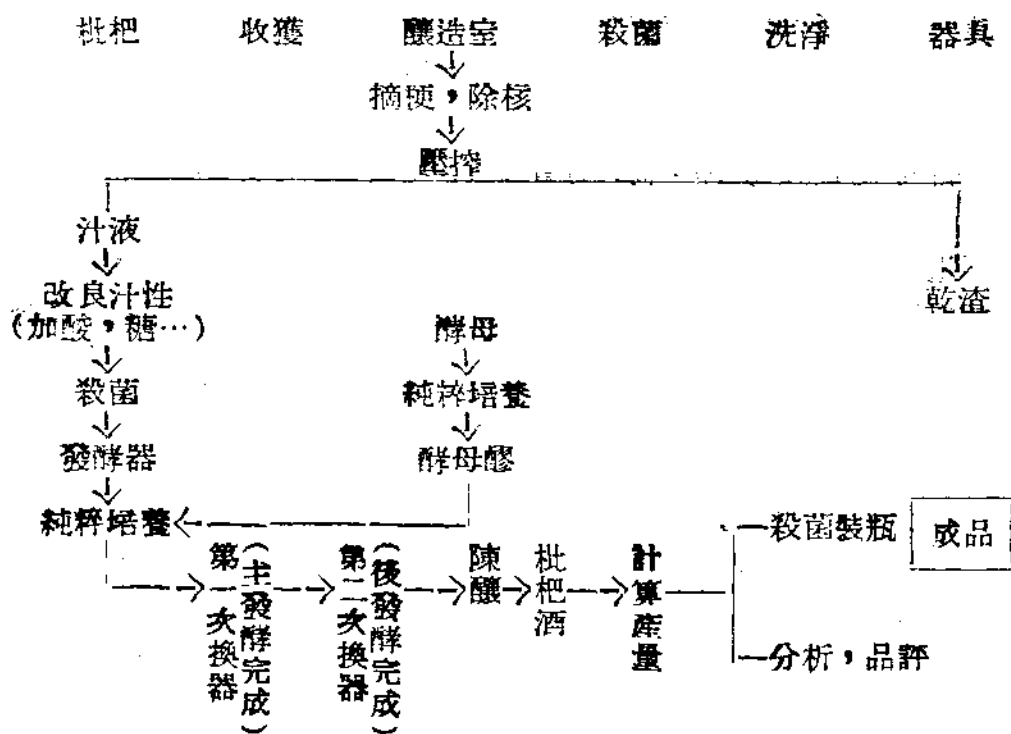 枇杷 收獲 釀造室 殺菌 洗淨 器具
摘梗，除核
壓搾
汁液
改良汁性
(加酸，糖…)
殺菌
發酵器
純粹培養
乾渣
酵母
純粹培養
酵母醪
第一次換器
(主發酵完成)
第二次換器
(後發酵完成)
陳釀
枇杷酒
計算產量
殺菌裝瓶
成品
分析，品評